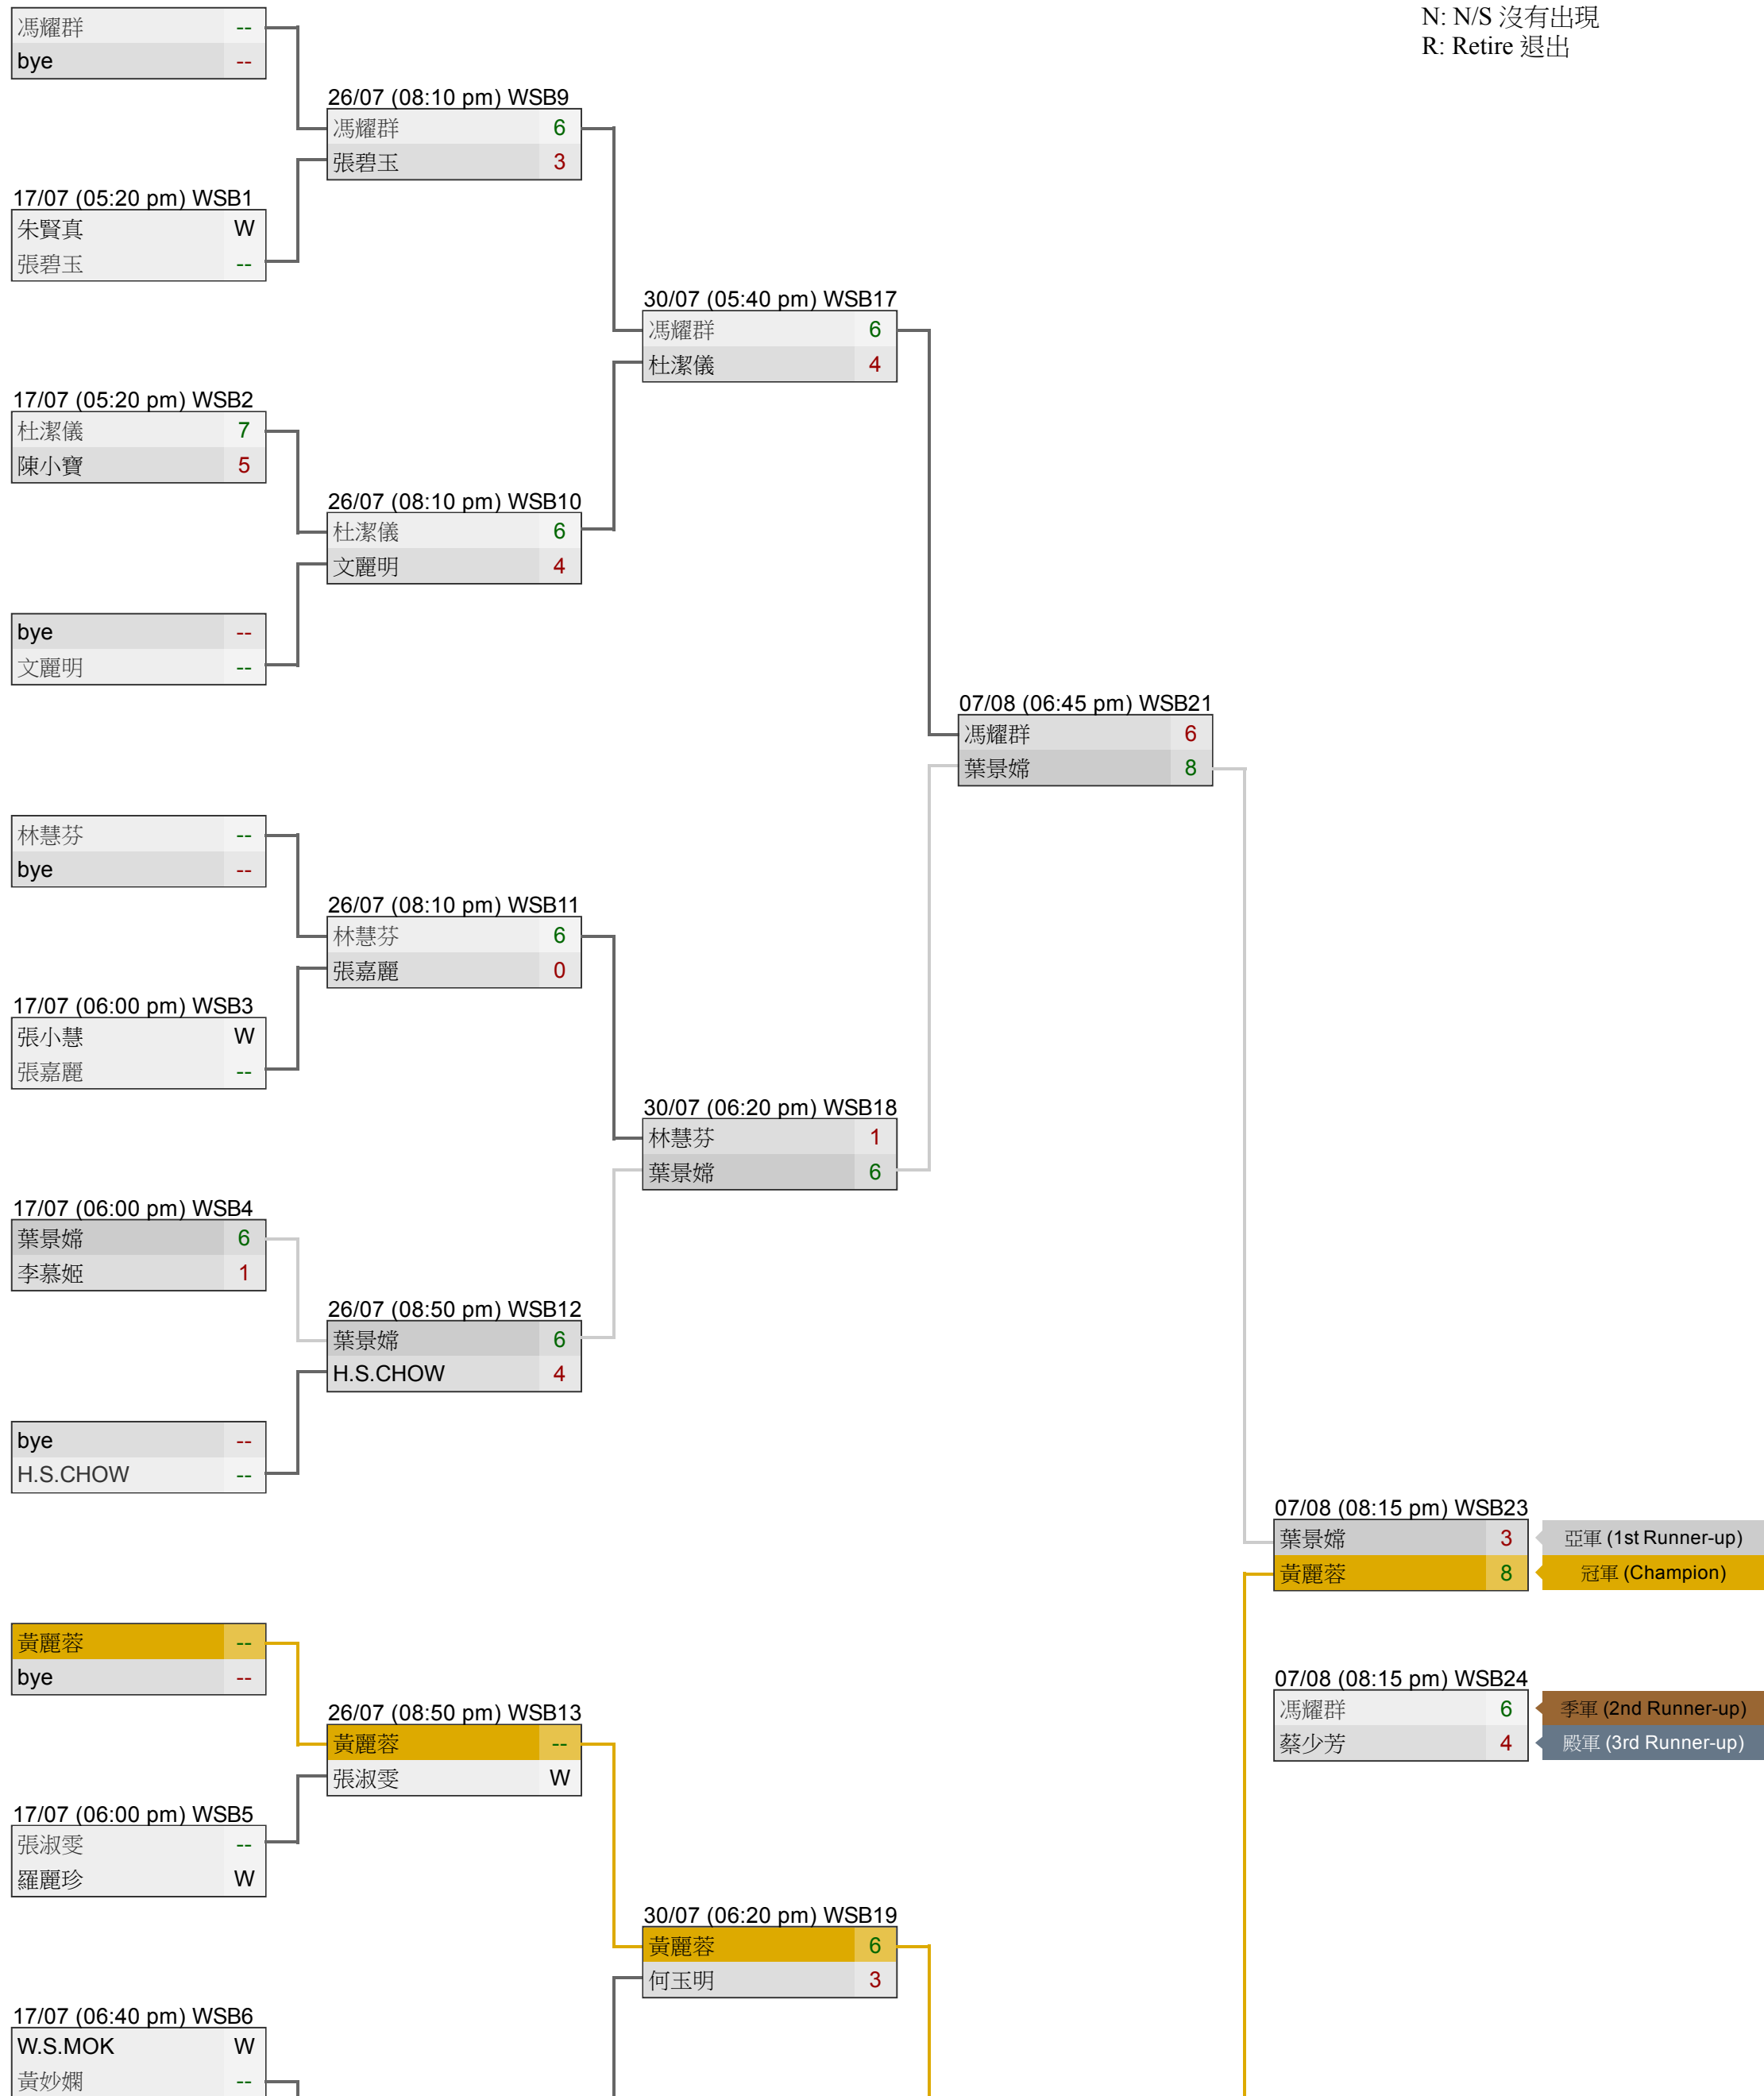 N: N/S 沒有出現
R: Retire 退出
馮耀群 --
bye --
26/07 (08:10 pm) WSB9
馮耀群 6
張碧玉 3
17/07 (05:20 pm) WSB1
朱賢真 W
張碧玉 --
30/07 (05:40 pm) WSB17
馮耀群 6
杜潔儀 4
17/07 (05:20 pm) WSB2
杜潔儀 7
陳小寶 5
26/07 (08:10 pm) WSB10
杜潔儀 6
文麗明 4
bye --
文麗明 --
07/08 (06:45 pm) WSB21
馮耀群 6
葉景嫦 8
林慧芬 --
bye --
26/07 (08:10 pm) WSB11
林慧芬 6
張嘉麗 0
17/07 (06:00 pm) WSB3
張小慧 W
張嘉麗 --
30/07 (06:20 pm) WSB18
林慧芬 1
葉景嫦 6
17/07 (06:00 pm) WSB4
葉景嫦 6
李慕姬 1
26/07 (08:50 pm) WSB12
葉景嫦 6
H.S.CHOW 4
bye --
H.S.CHOW --
07/08 (08:15 pm) WSB23
葉景嫦 3 亞軍 (1st Runner-up)
黃麗蓉 8 冠軍 (Champion)
黃麗蓉 --
bye --
07/08 (08:15 pm) WSB24
馮耀群 6 季軍 (2nd Runner-up)
蔡少芳 4 殿軍 (3rd Runner-up)
26/07 (08:50 pm) WSB13
黃麗蓉 --
張淑雯 W
17/07 (06:00 pm) WSB5
張淑雯 --
羅麗珍 W
30/07 (06:20 pm) WSB19
黃麗蓉 6
何玉明 3
17/07 (06:40 pm) WSB6
W.S.MOK W
黃妙嫻 --